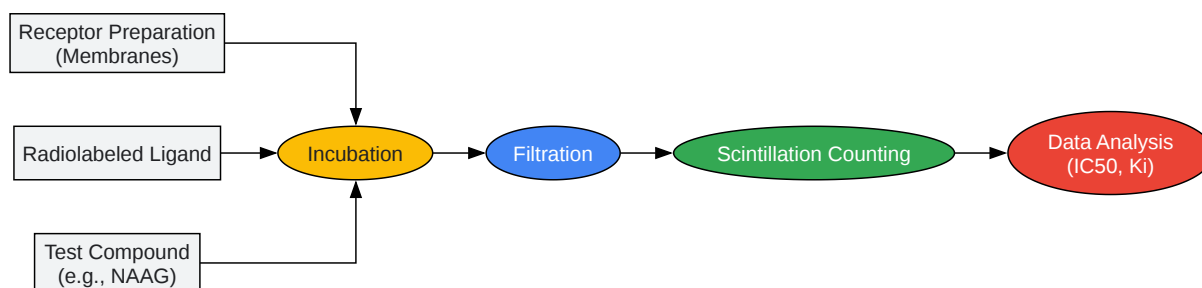 Receptor Preparation
(Membranes)
Radiolabeled Ligand
Test Compound
(e.g., NAAG)
Incubation
Filtration
Scintillation Counting
Data Analysis
(IC50, Ki)